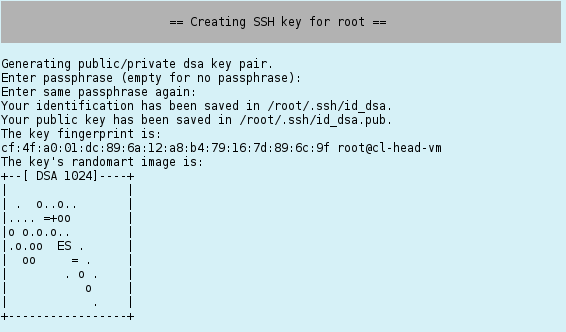 == Creating SSH key for root ==
Generating public/private dsa key pair.
Enter passphrase (empty for no passphrase):
Enter same passphrase again:
Your identification has been saved in /root/.ssh/id_dsa.
Your public key has been saved in /root/.ssh/id_dsa.pub.
The key fingerprint is:
cf:4f:a0:01:dc:89:6a:12:a8:b4:79:16:7d:89:6c:9f root@cl-head-vm
The key's randomart image is:
+--[ DSA 1024]----+
|                 |
| .  o..o..       |
|.... =+oo        |
|o o.o.o..        |
|.o.oo  ES .      |
|  oo     = .     |
|        . o .    |
|           o     |
|            .    |
+-----------------+